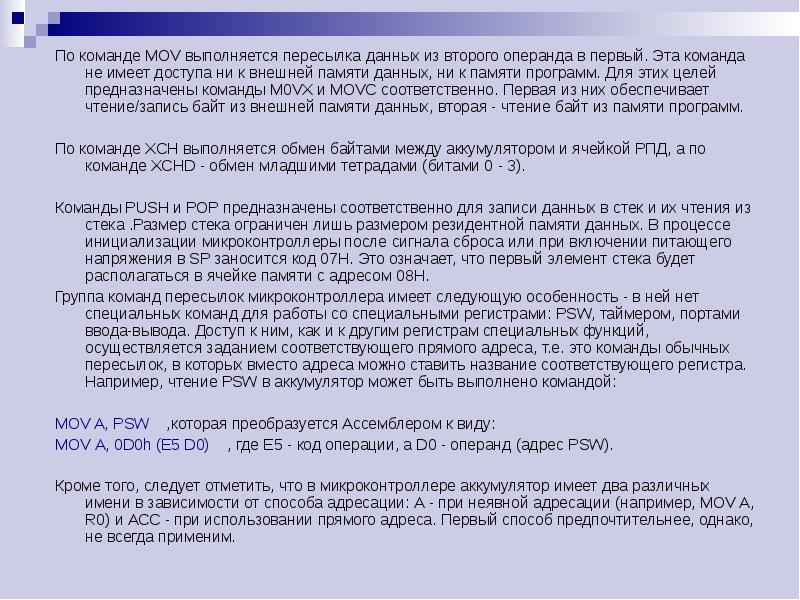 По команде MOV выполняется пересылка данных из второго операнда в первый. Эта команда
не имеет доступа ни к внешней памяти данных, ни к памяти программ. Для этих целей
предназначены команды M0VX и MOVC соответственно. Первая из них обеспечивает
чтение/запись байт из внешней памяти данных, вторая - чтение байт из памяти программ.
По команде XCH выполняется обмен байтами между аккумулятором и ячейкой РПД, а по
команде XCHD - обмен младшими тетрадами (битами 0 - 3).
Команды PUSH и POP предназначены соответственно для записи данных в стек и их чтения из
стека .Размер стека ограничен лишь размером резидентной памяти данных. В процессе
инициализации микроконтроллеры после сигнала сброса или при включении питающего
напряжения в SP заносится код 07H. Это означает, что первый элемент стека будет
располагаться в ячейке памяти с адресом 08H.
Группа команд пересылок микроконтроллера имеет следующую особенность - в ней нет
специальных команд для работы со специальными регистрами: PSW, таймером, портами
ввода-вывода. Доступ к ним, как и к другим регистрам специальных функций,
осуществляется заданием соответствующего прямого адреса, т.е. это команды обычных
пересылок, в которых вместо адреса можно ставить название соответствующего регистра.
Например, чтение PSW в аккумулятор может быть выполнено командой:
MOV A, PSW ,которая преобразуется Ассемблером к виду:
MOV A, 0D0h (E5 D0) , где E5 - код операции, а D0 - операнд (адрес PSW).
Кроме того, следует отметить, что в микроконтроллере аккумулятор имеет два различных
имени в зависимости от способа адресации: A - при неявной адресации (например, MOV A,
R0) и ACC - при использовании прямого адреса. Первый способ предпочтительнее, однако,
не всегда применим.